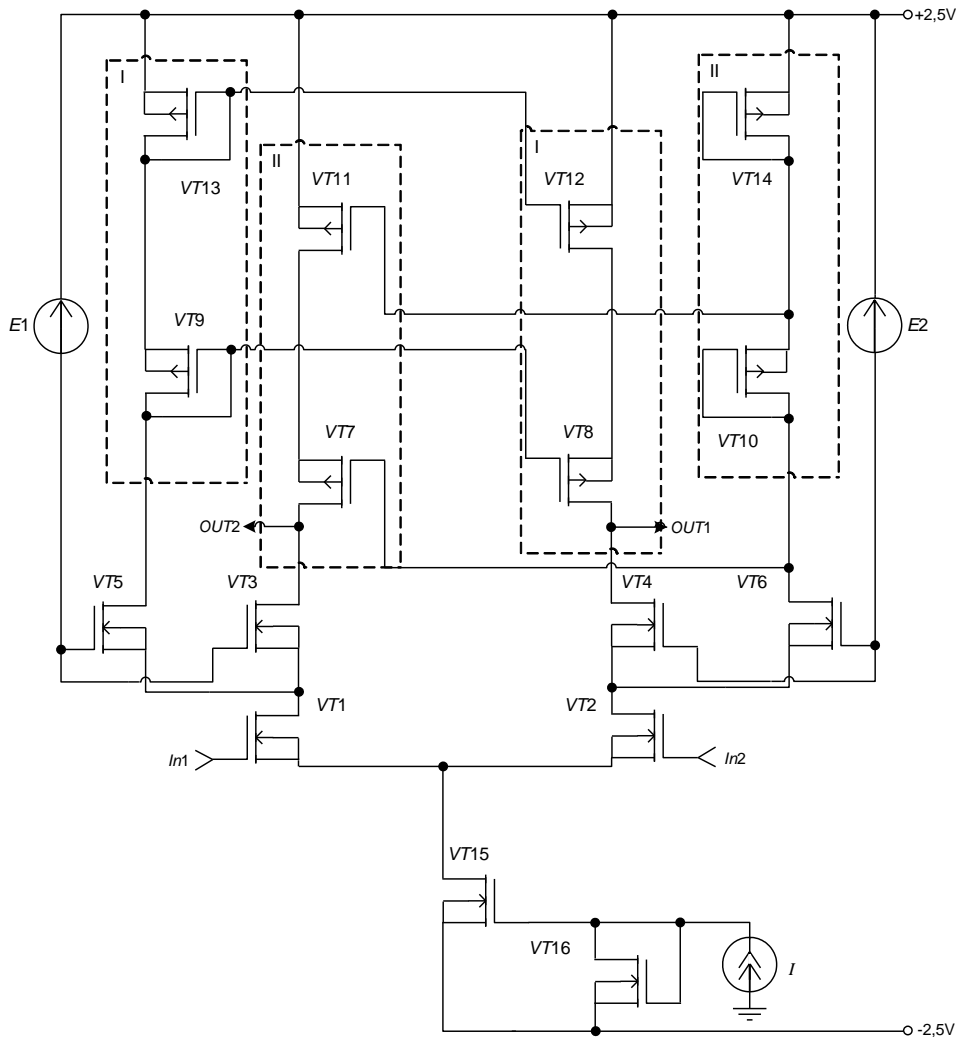 +2,5V
I
II
VT13
II
VT11
I
VT12
VT14
E1
VT9
E2
VT7
VT8
VT10
OUT2
OUT1
VT5
VT3
VT4
VT6
VT1
VT2
In1
In2
VT15
VT16
I
-2,5V